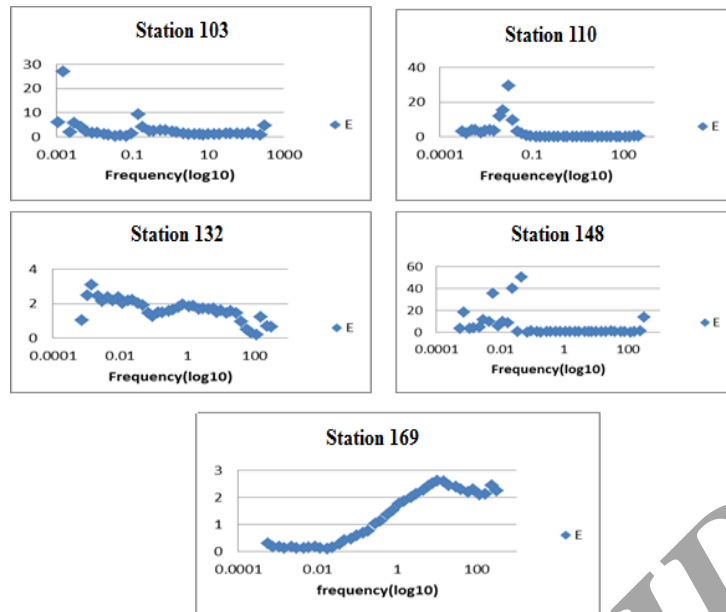 Station 103
30
20
10
0
0.001 0.1 10 1000
Frequency(log10)
E
Station 110
40
20
0
0.0001 0.1 100
Frequencey(log10)
E
Station 132
4
2
0
0.0001 0.01 1 100
Frequency(log10)
E
Station 148
60
40
20
0
0.0001 0.01 1 100
Frequency(log10)
E
Station 169
3
2
1
0
0.0001 0.01 1 100
frequency(log10)
E